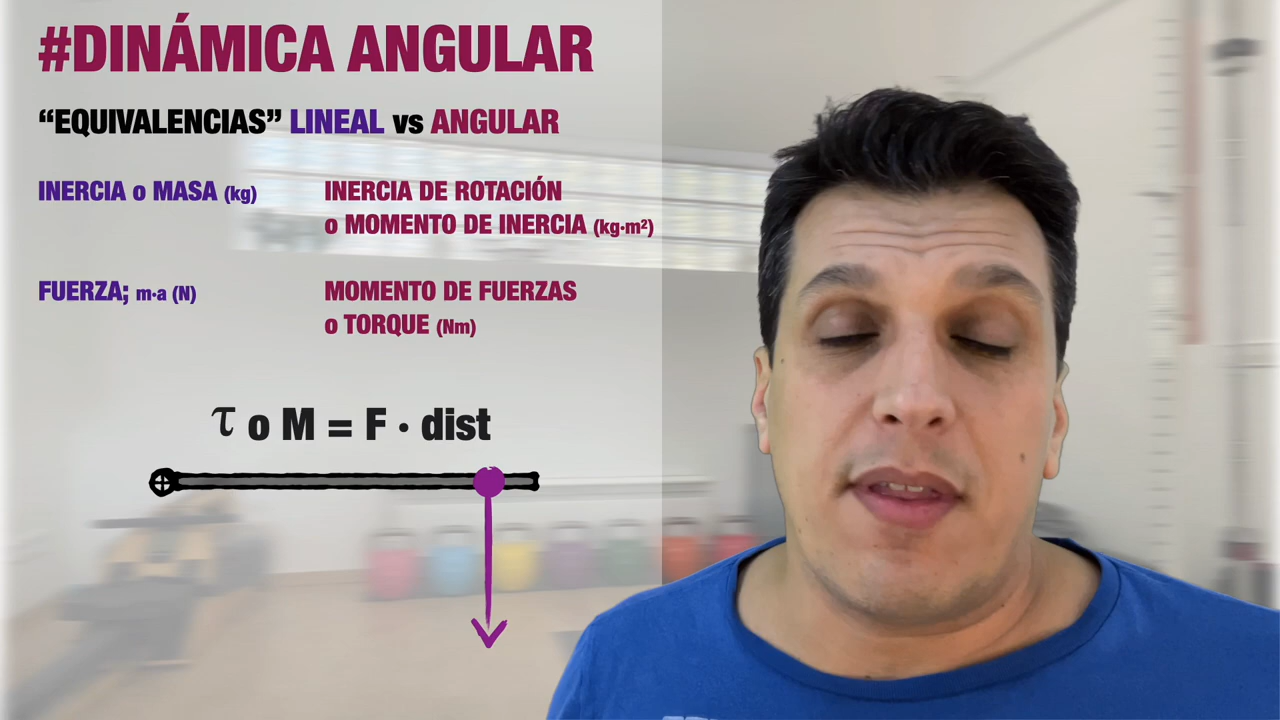 #DINÁMICA ANGULAR
“EQUIVALENCIAS” LINEAL vs ANGULAR
INERCIA o MASA (kg)
INERCIA DE ROTACIÓN
o MOMENTO DE INERCIA (kg·m²)
FUERZA; m·a (N)
MOMENTO DE FUERZAS
o TORQUE (Nm)
τ o M = F · dist